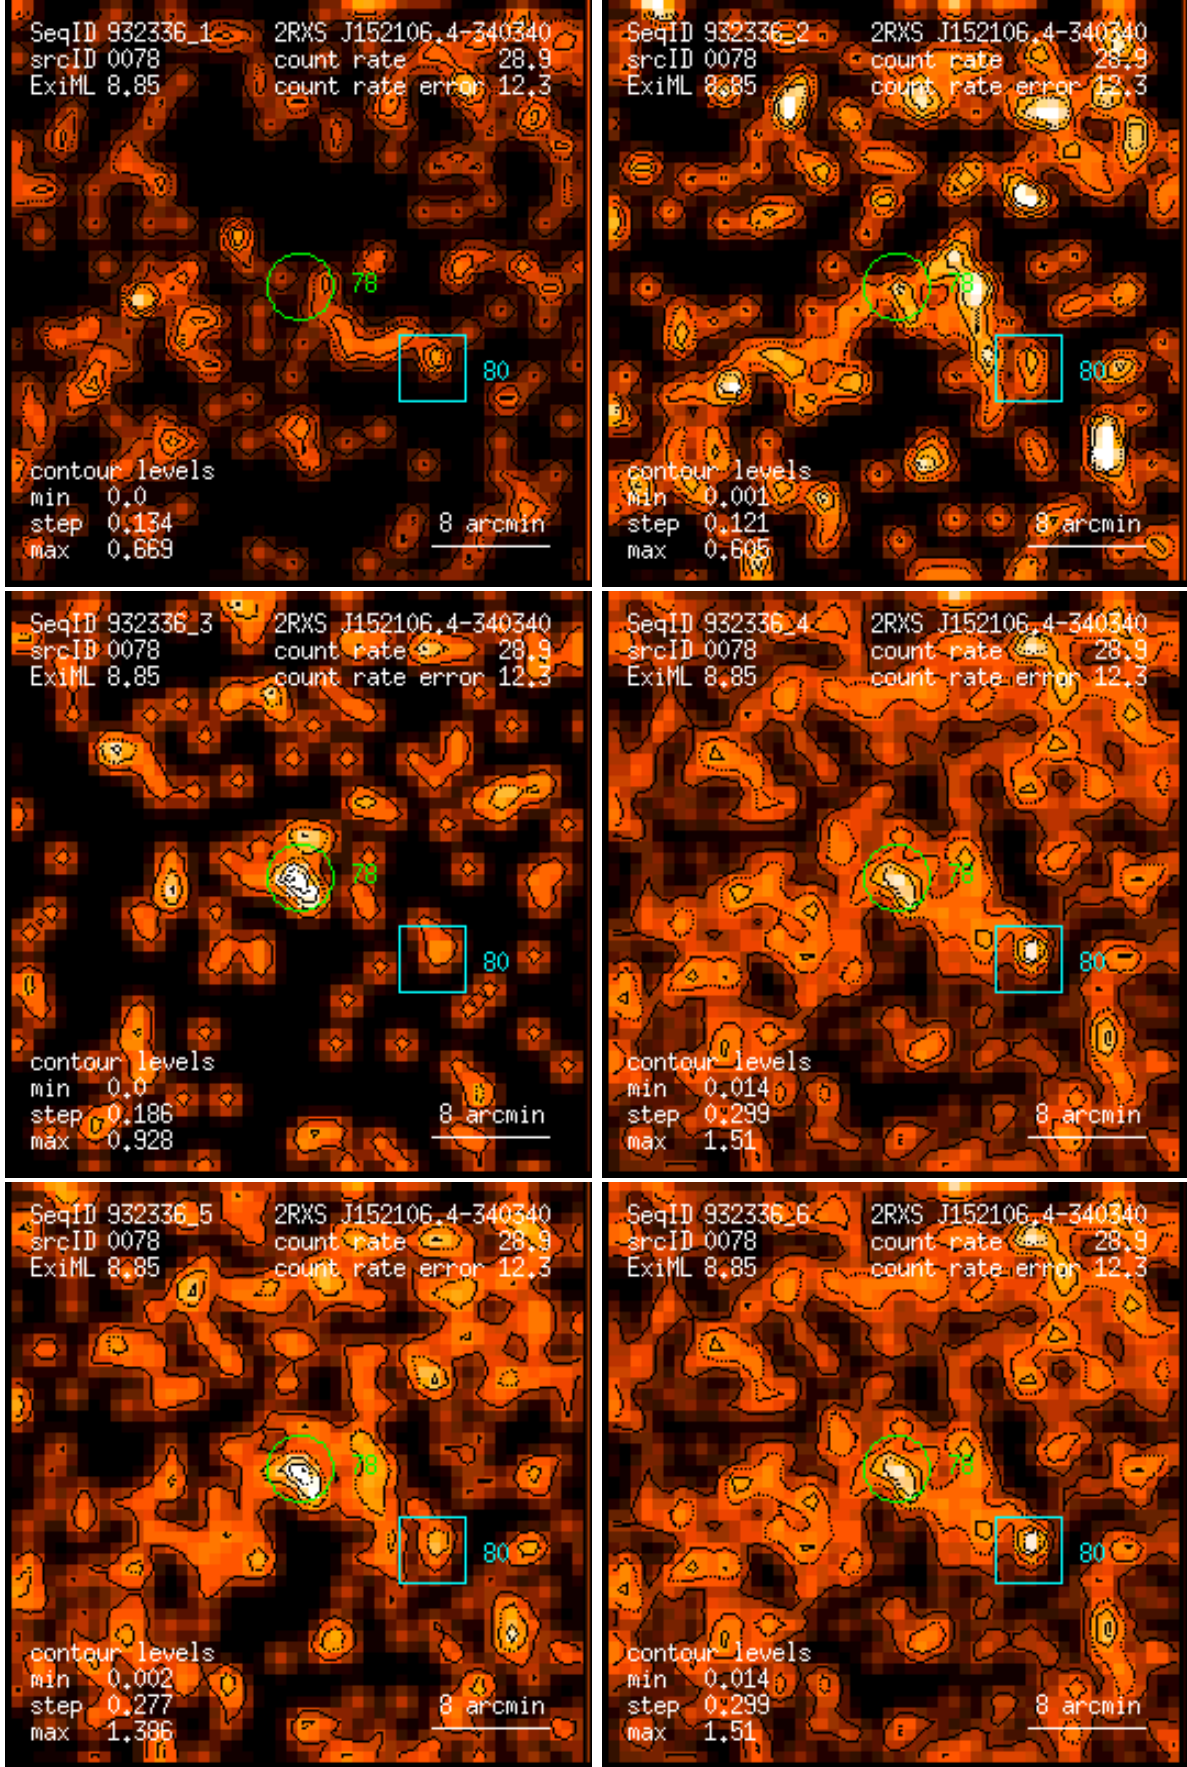 SeqID 932336_1 2RXS J152106.4-340340
srcID 0078 count rate 28.9
ExiML 8.85 count rate error 12.3
78
80
contour levels
min 0.0
step 0.134
max 0.669
8 arcmin
SeqID 932336_2 2RXS J152106.4-340340
srcID 0078 count rate 28.9
ExiML 8.85 count rate error 12.3
78
80
contour levels
min 0.001
step 0.121
max 0.605
8 arcmin
SeqID 932336_3 2RXS J152106.4-340340
srcID 0078 count rate 28.9
ExiML 8.85 count rate error 12.3
78
80
contour levels
min 0.0
step 0.186
max 0.928
8 arcmin
SeqID 932336_4 2RXS J152106.4-340340
srcID 0078 count rate 28.9
ExiML 8.85 count rate error 12.3
78
80
contour levels
min 0.014
step 0.299
max 1.51
8 arcmin
SeqID 932336_5 2RXS J152106.4-340340
srcID 0078 count rate 28.9
ExiML 8.85 count rate error 12.3
78
80
contour levels
min 0.002
step 0.277
max 1.386
8 arcmin
SeqID 932336_6 2RXS J152106.4-340340
srcID 0078 count rate 28.9
ExiML 8.85 count rate error 12.3
78
80
contour levels
min 0.014
step 0.299
max 1.51
8 arcmin